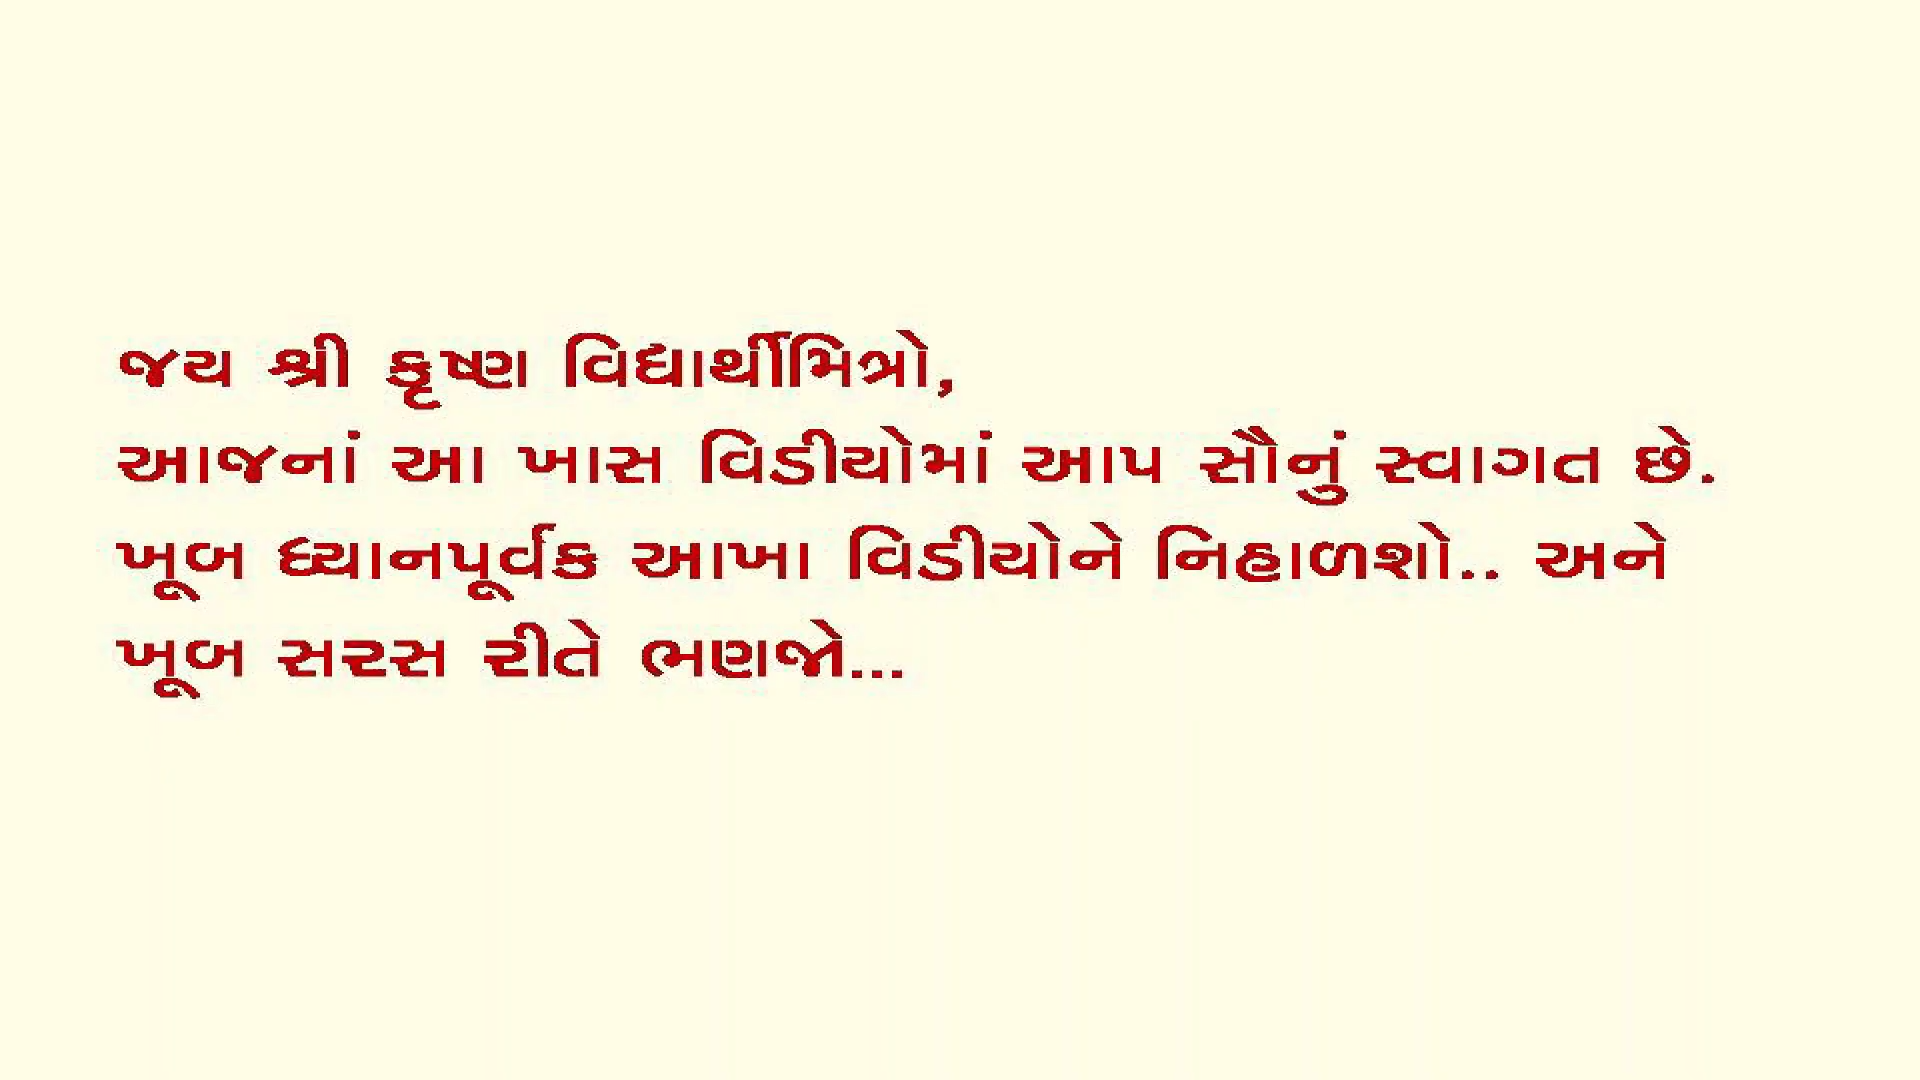 જય શ્રી કૃષ્ણ વિદ્યાર્થીમિત્રો,
આજનાં આ ખાસ વિડીયોમાં આપ સૌનું સ્વાગત છે.
ખૂબ ધ્યાનપૂર્વક આખા વિડીયોને નિહાળશો.. અને
ખૂબ સરસ રીતે ભણજો...